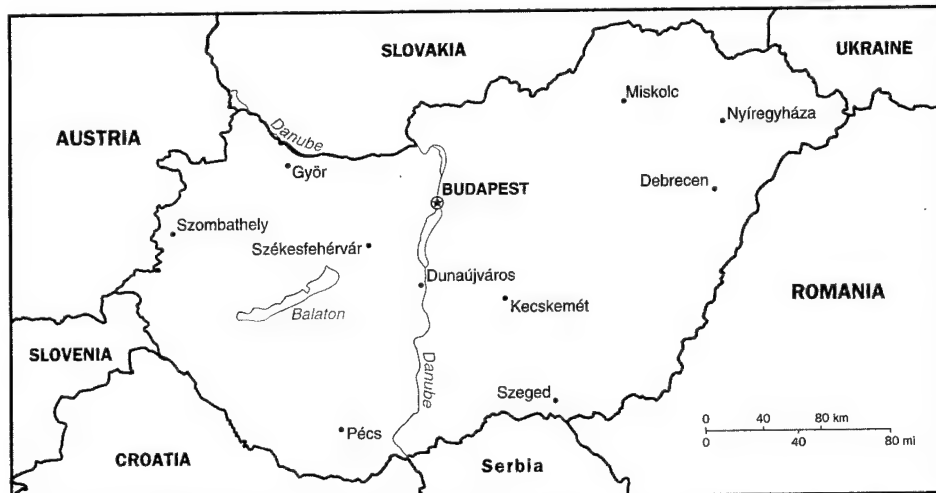 SLOVAKIA
UKRAINE
Miskolc
Nyíregyháza
AUSTRIA
Danube
Györ
Debrecen
BUDAPEST
Szombathely
Székesfehérvár
Dunaújváros
ROMANIA
Kecskemét
Balaton
SLOVENIA
Danube
Szeged
0 40 80 km
0 40 80 mi
Pécs
CROATIA
Serbia